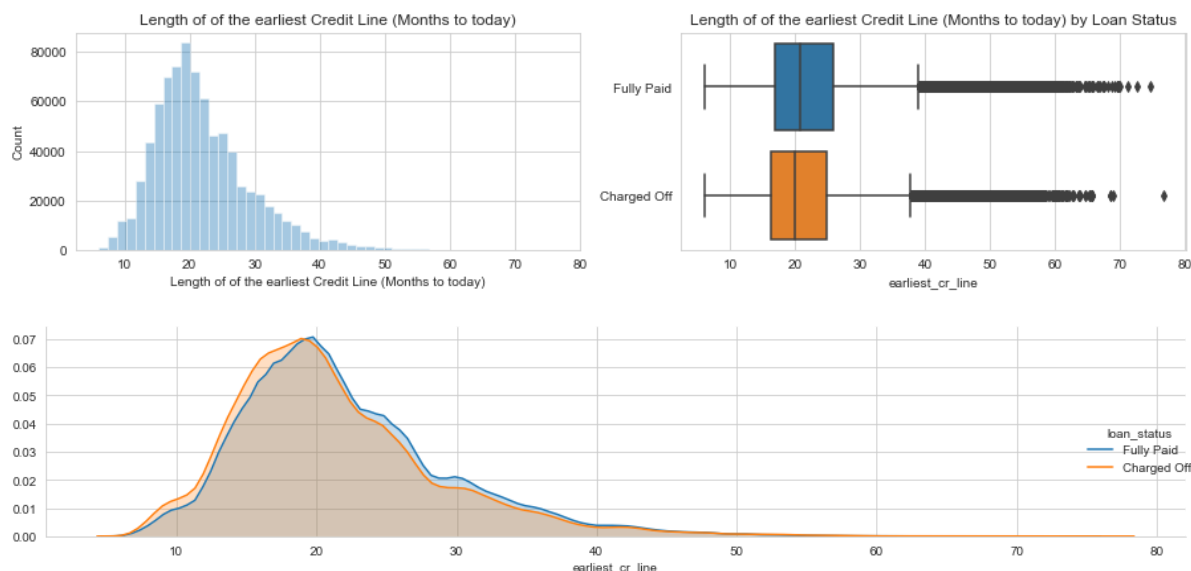 Length of of the earliest Credit Line (Months to today)
80000
60000
40000
20000
0
Count
10 20 30 40 50 60 70 80
Length of of the earliest Credit Line (Months to today)
Length of of the earliest Credit Line (Months to today) by Loan Status
Fully Paid
Charged Off
10 20 30 40 50 60 70 80
earliest_cr_line
0.07
0.06
0.05
0.04
0.03
0.02
0.01
0.00
loan_status
Fully Paid
Charged Off
10 20 30 40 50 60 70 80
earliest_cr_line